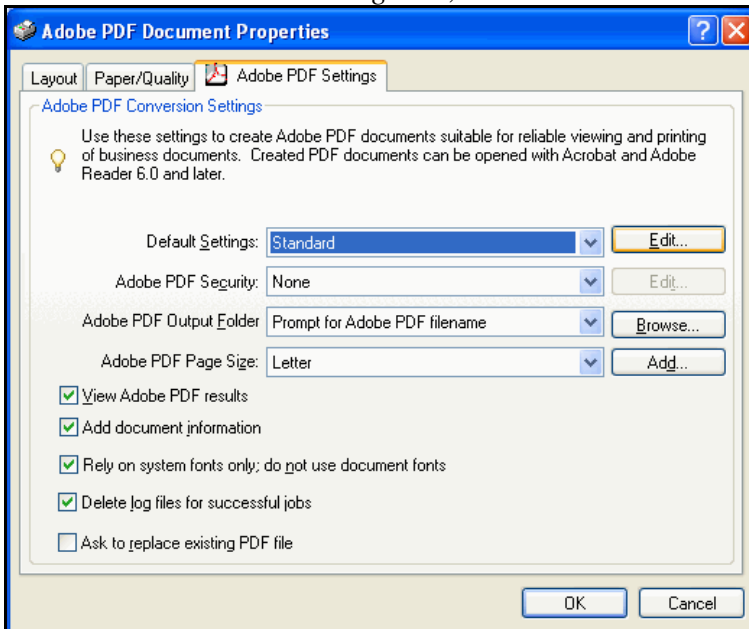 Adobe PDF Document Properties
Layout Paper/Quality Adobe PDF Settings
Adobe PDF Conversion Settings
Use these settings to create Adobe PDF documents suitable for reliable viewing and printing
of business documents. Created PDF documents can be opened with Acrobat and Adobe
Reader 6.0 and later.
Default Settings: Standard Edit...
Adobe PDF Security: None Edit...
Adobe PDF Output Folder Prompt for Adobe PDF filename Browse...
Adobe PDF Page Size: Letter Add...
View Adobe PDF results
Add document information
Rely on system fonts only; do not use document fonts
Delete log files for successful jobs
Ask to replace existing PDF file
OK Cancel